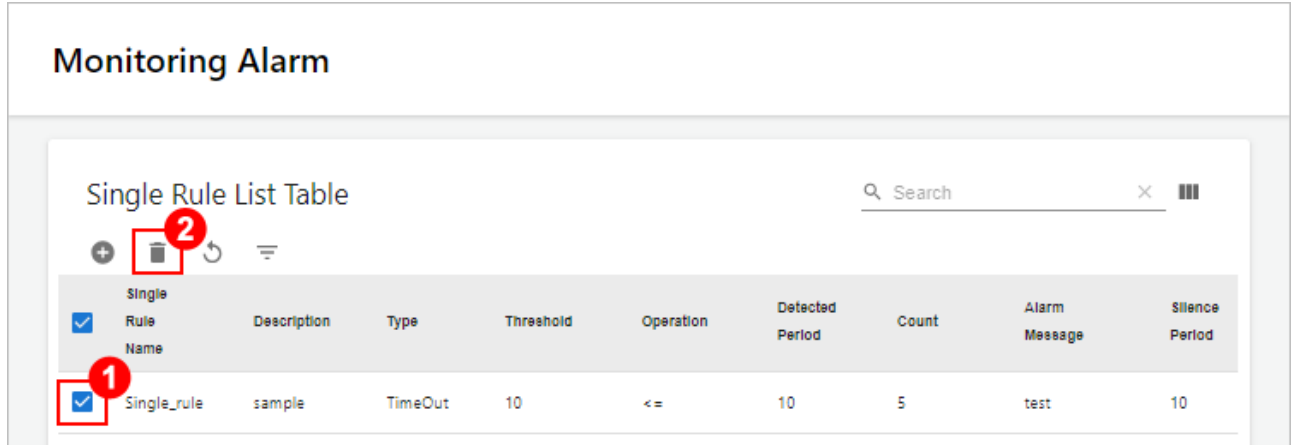 Monitoring Alarm
Single Rule List Table
Search
2
Single
Rule
Name
Description
Type
Threshold
Operation
Detected
Period
Count
Alarm
Message
Silence
Period
1
Single_rule sample TimeOut 10 <= 10 5 test 10